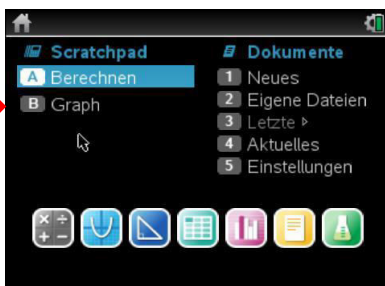 Scratchpad
A Berechnen
B Graph
Dokumente
1 Neues
2 Eigene Dateien
3 Letzte ▸
4 Aktuelles
5 Einstellungen